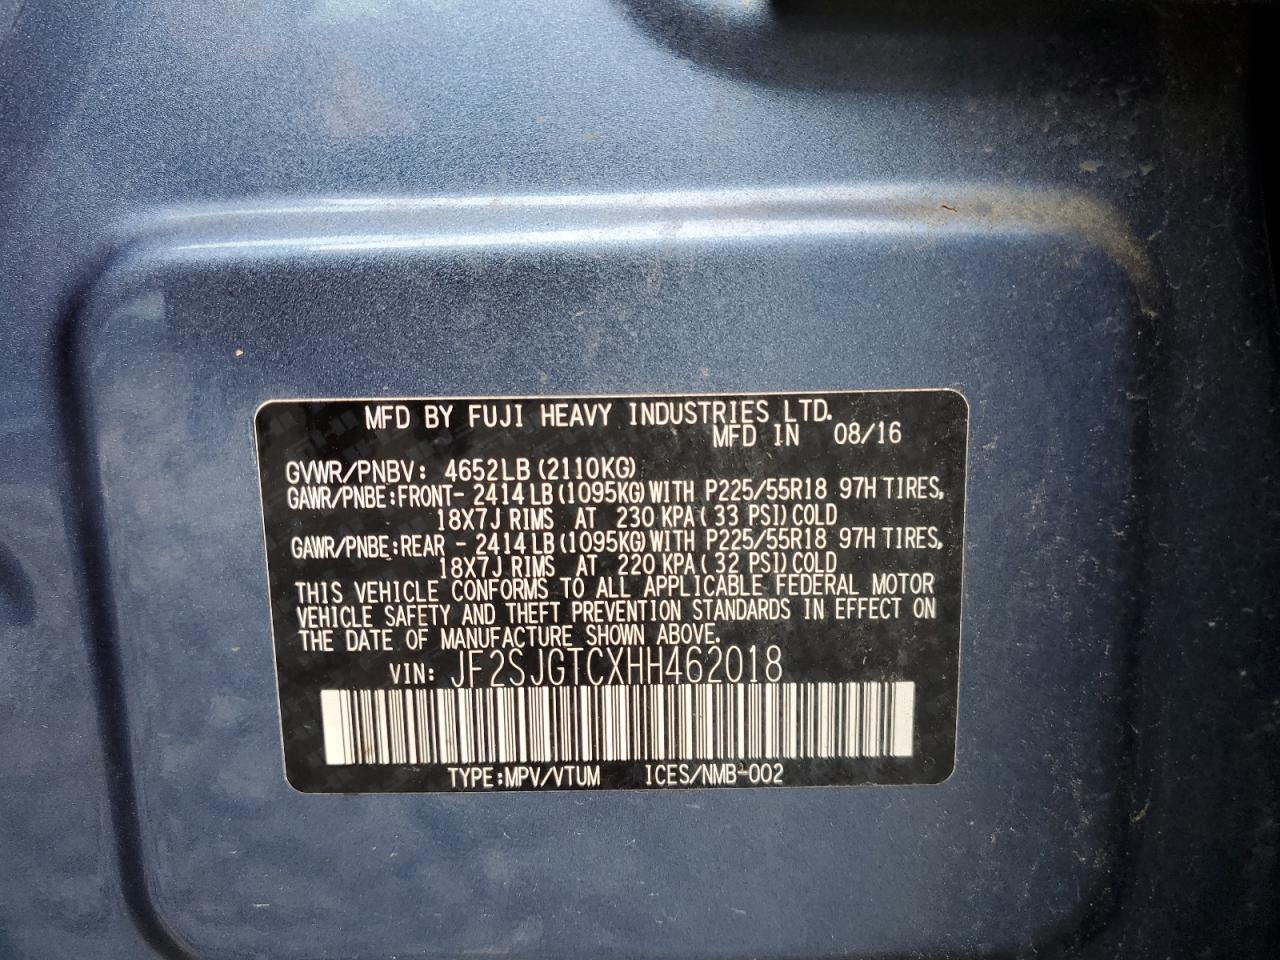 MFD BY FUJI HEAVY INDUSTRIES LTD.
MFD IN 08/16
GVWR/PNBV: 4652LB (2110KG)
GAWR/PNBE:FRONT- 2414LB (1095KG) WITH P225/55R18 97H TIRES,
18X7J RIMS AT 230 KPA (33 PSI) COLD
GAWR/PNBE:REAR - 2414LB (1095KG) WITH P225/55R18 97H TIRES,
18X7J RIMS AT 220 KPA (32 PSI) COLD
THIS VEHICLE CONFORMS TO ALL APPLICABLE FEDERAL MOTOR
VEHICLE SAFETY AND THEFT PREVENTION STANDARDS IN EFFECT ON
THE DATE OF MANUFACTURE SHOWN ABOVE.
VIN: JF2SJGTCXHH462018
TYPE:MPV/VTUM ICES/NMB-002